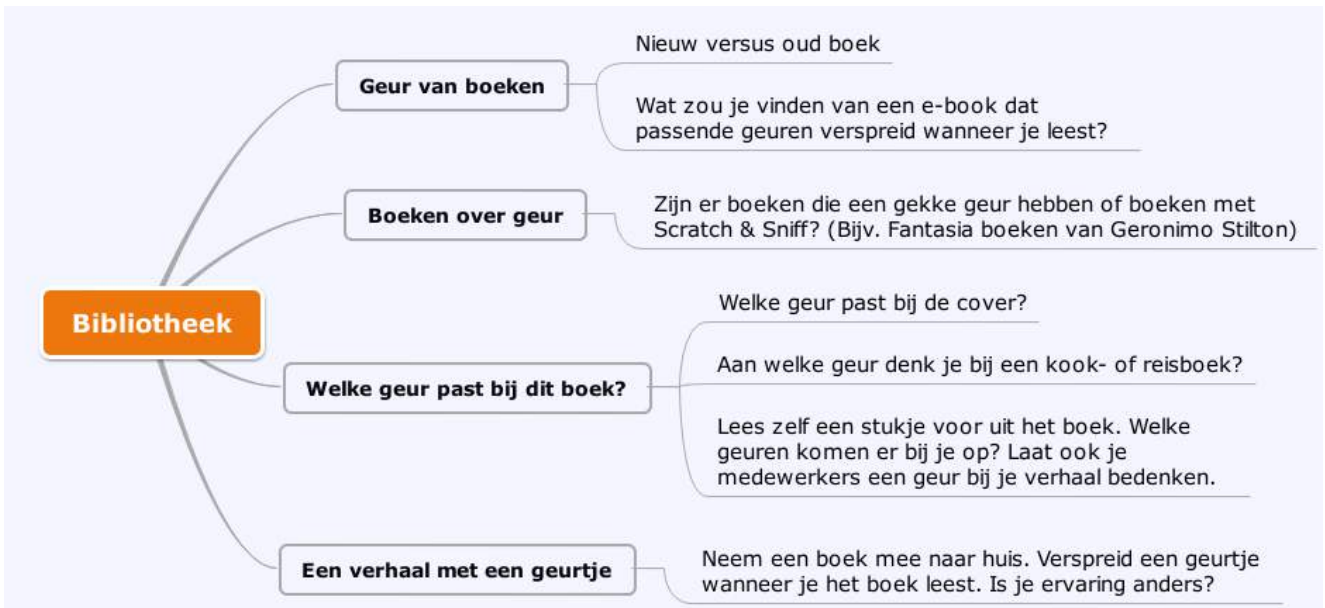 Bibliotheek
Geur van boeken
Nieuw versus oud boek
Wat zou je vinden van een e-book dat
passende geuren verspreid wanneer je leest?
Boeken over geur
Zijn er boeken die een gekke geur hebben of boeken met
Scratch & Sniff? (Bijv. Fantasia boeken van Geronimo Stilton)
Welke geur past bij dit boek?
Welke geur past bij de cover?
Aan welke geur denk je bij een kook- of reisboek?
Lees zelf een stukje voor uit het boek. Welke
geuren komen er bij je op? Laat ook je
medewerkers een geur bij je verhaal bedenken.
Een verhaal met een geurtje
Neem een boek mee naar huis. Verspreid een geurtje
wanneer je het boek leest. Is je ervaring anders?